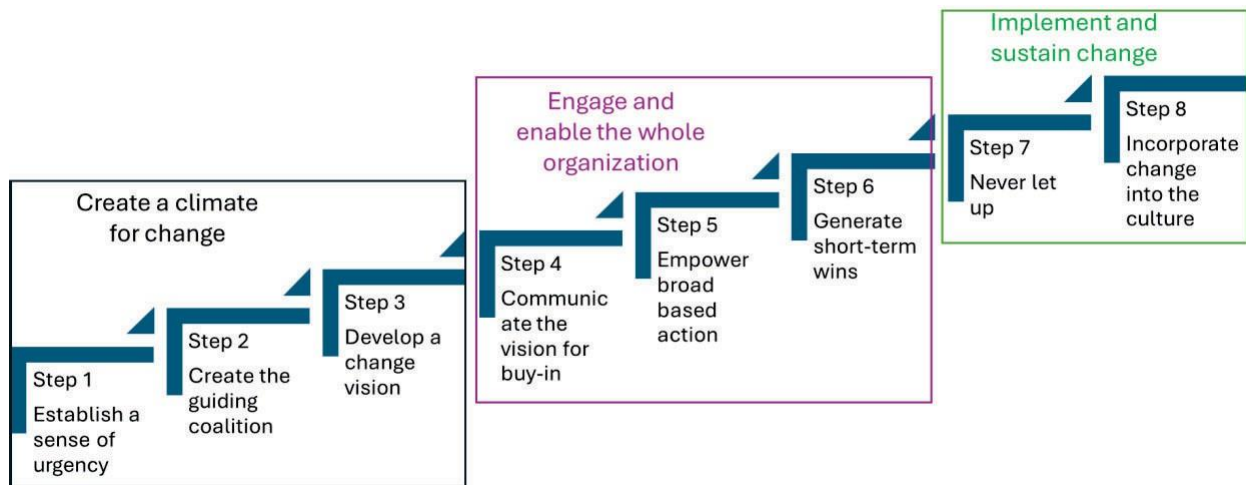 Create a climate
for change
Step 1
Establish a
sense of
urgency
Step 2
Create the
guiding
coalition
Step 3
Develop a
change
vision
Engage and
enable the whole
organization
Step 4
Communic
ate the
vision for
buy-in
Step 5
Empower
broad
based
action
Step 6
Generate
short-term
wins
Implement and
sustain change
Step 7
Never let
up
Step 8
Incorporate
change
into the
culture